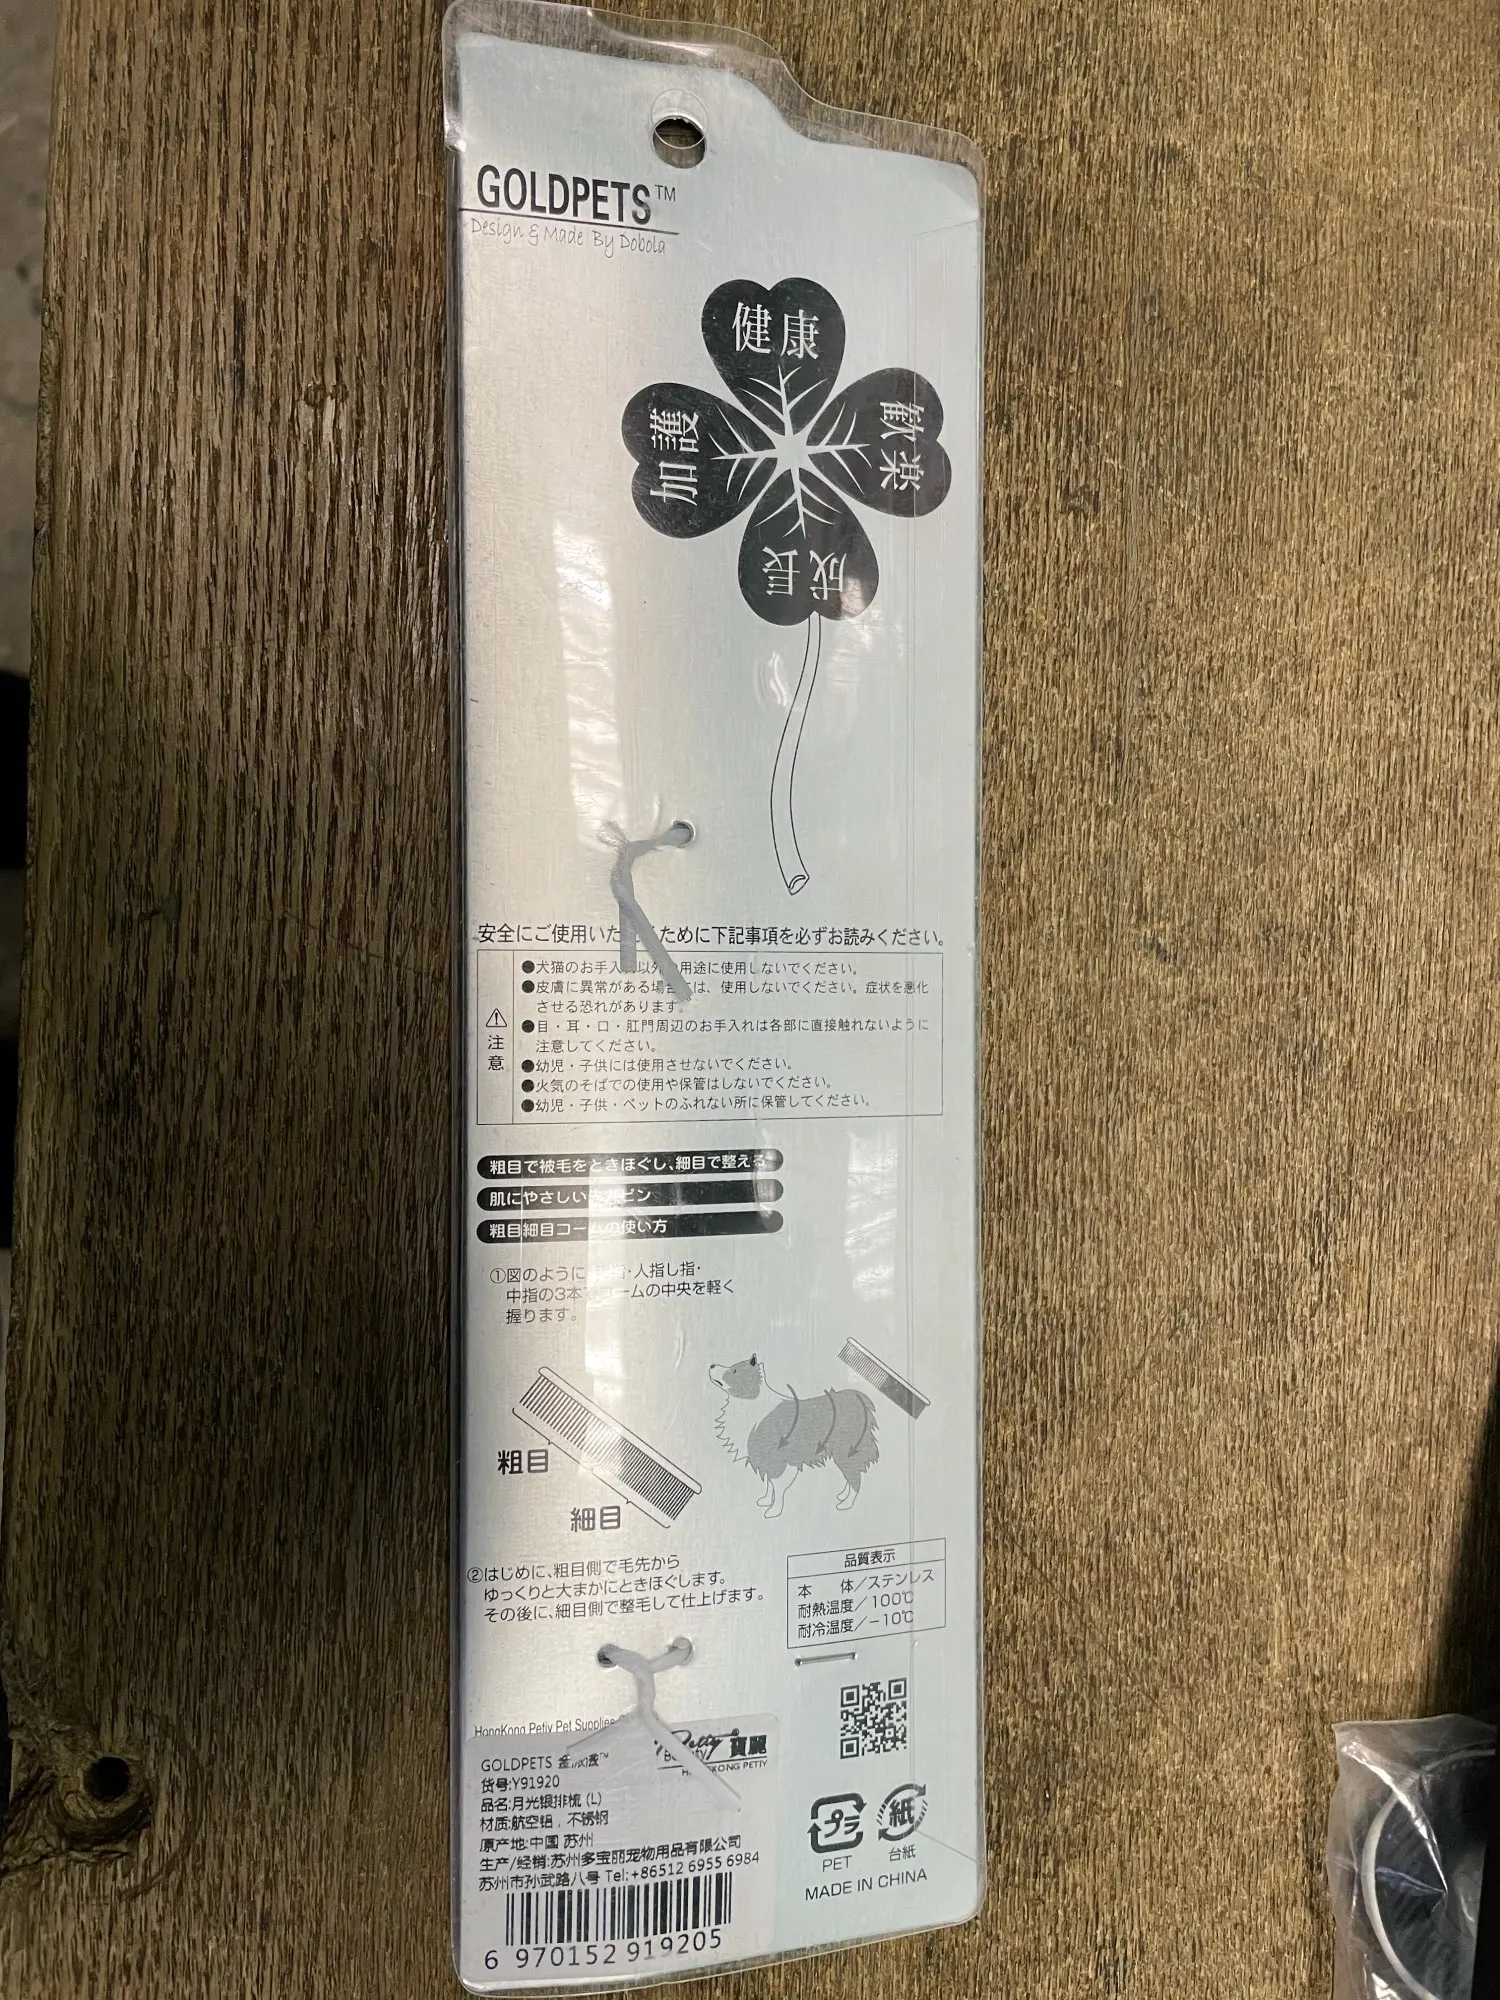 GOLDPETS™
Design & Made By Dobola
健康
歓楽
加護
成長
安全にご使用いた ために下記事項を必ずお読みください。
注意
●犬猫のお手入 以外 用途に使用しないでください。
●皮膚に異常がある場合 は、使用しないでください。症状を悪化
させる恐れがあります。
●目・耳・口・肛門周辺のお手入れは各部に直接触れないように
注意してください。
●幼児・子供には使用させないでください。
●火気のそばでの使用や保管はしないでください。
●幼児・子供・ペットのふれない所に保管してください。
粗目で被毛をときほぐし、細目で整える
肌にやさしい ピン
粗目細目コームの使い方
①図のように 指・人指し指・
中指の3本で コームの中央を軽く
握ります。
粗目
細目
②はじめに、粗目側で毛先から
ゆっくりと大まかにときほぐします。
その後に、細目側で整毛して仕上げます。
品質表示
本 体/ステンレス
耐熱温度/100℃
耐冷温度/-10℃
HongKong Petiy Pet Supplies
Petty 寶麗
Beauty
HONGKONG PETTY
GOLDPETS 金 ™
货号:Y91920
品名:月光银排梳 (L)
材质:航空铝，不锈钢
原产地:中国 苏州
生产/经销:苏州多宝丽宠物用品有限公司
苏州市孙武路八号 Tel:+86512 6955 6984
6 970152 919205
プラ
PET
紙
台紙
MADE IN CHINA